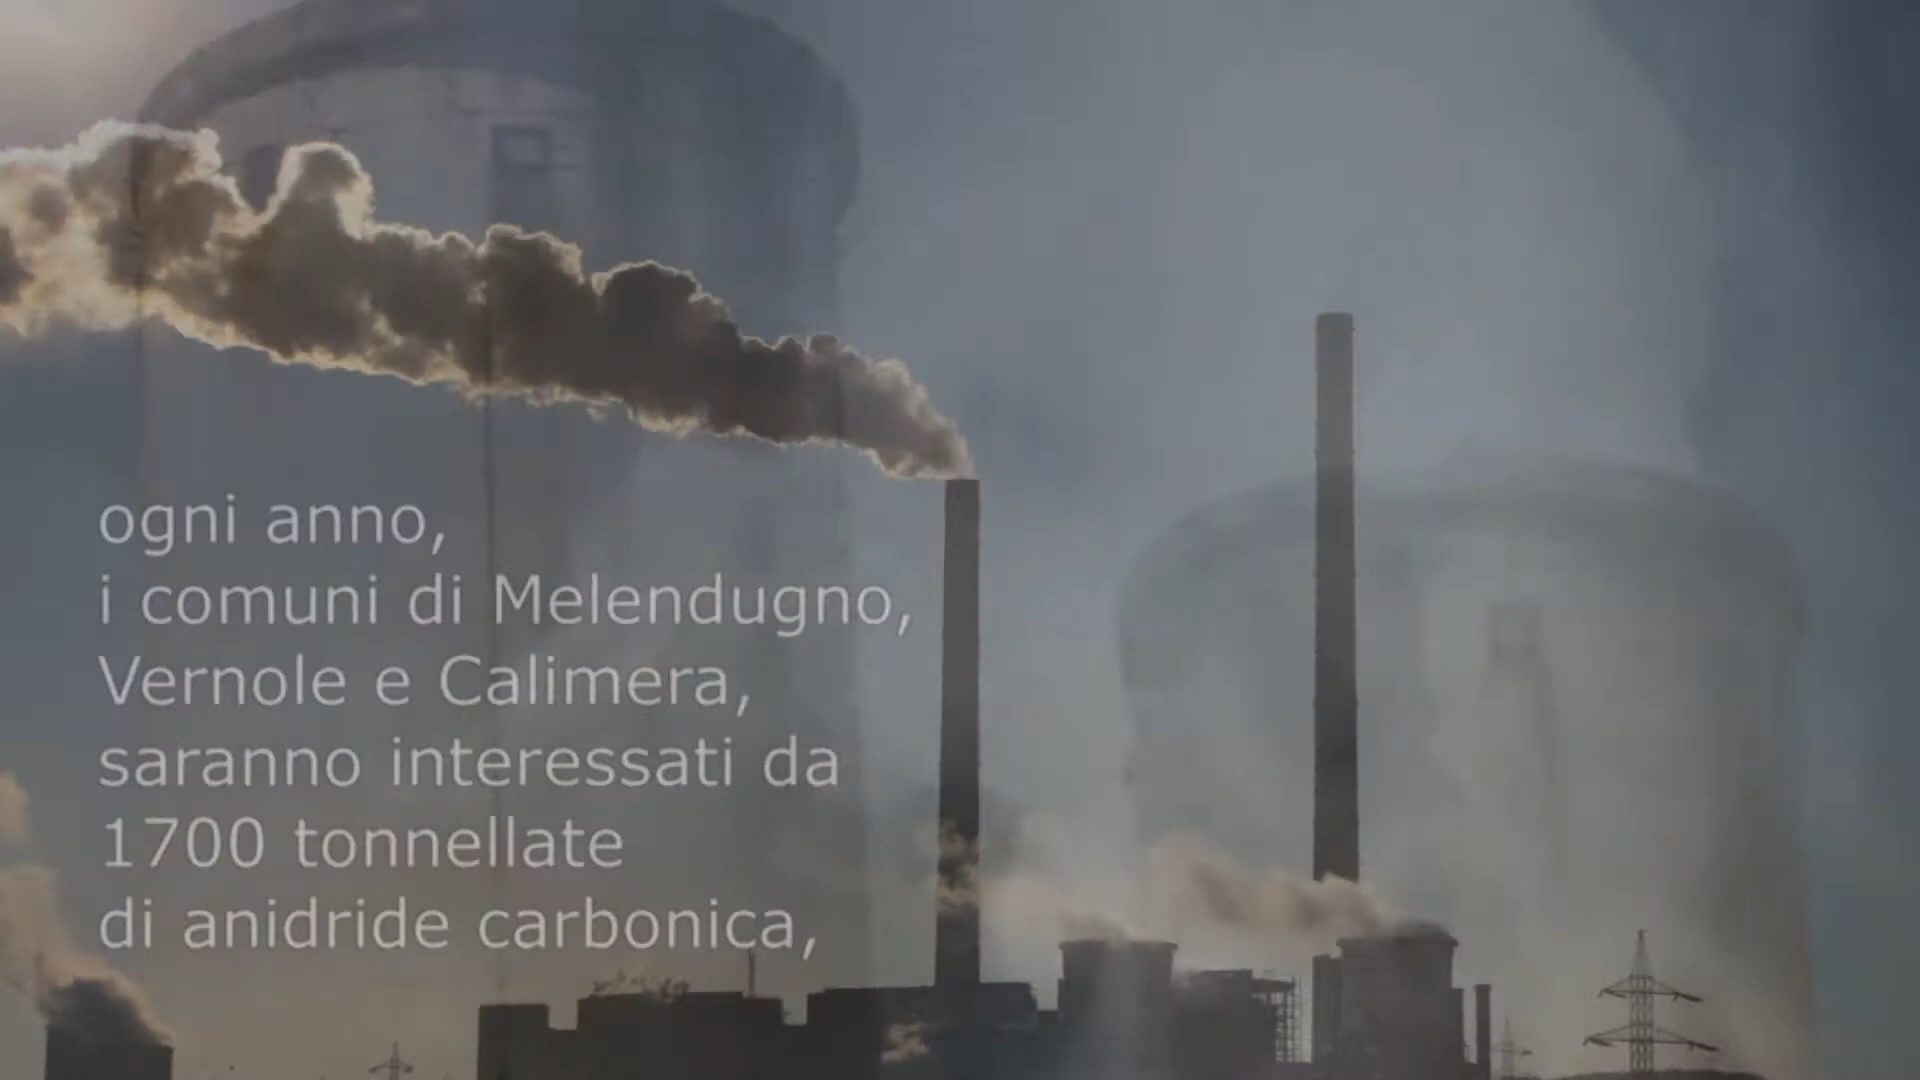 ogni anno,
i comuni di Melendugno,
Vernole e Calimera,
saranno interessati da
1700 tonnellate
di anidride carbonica,